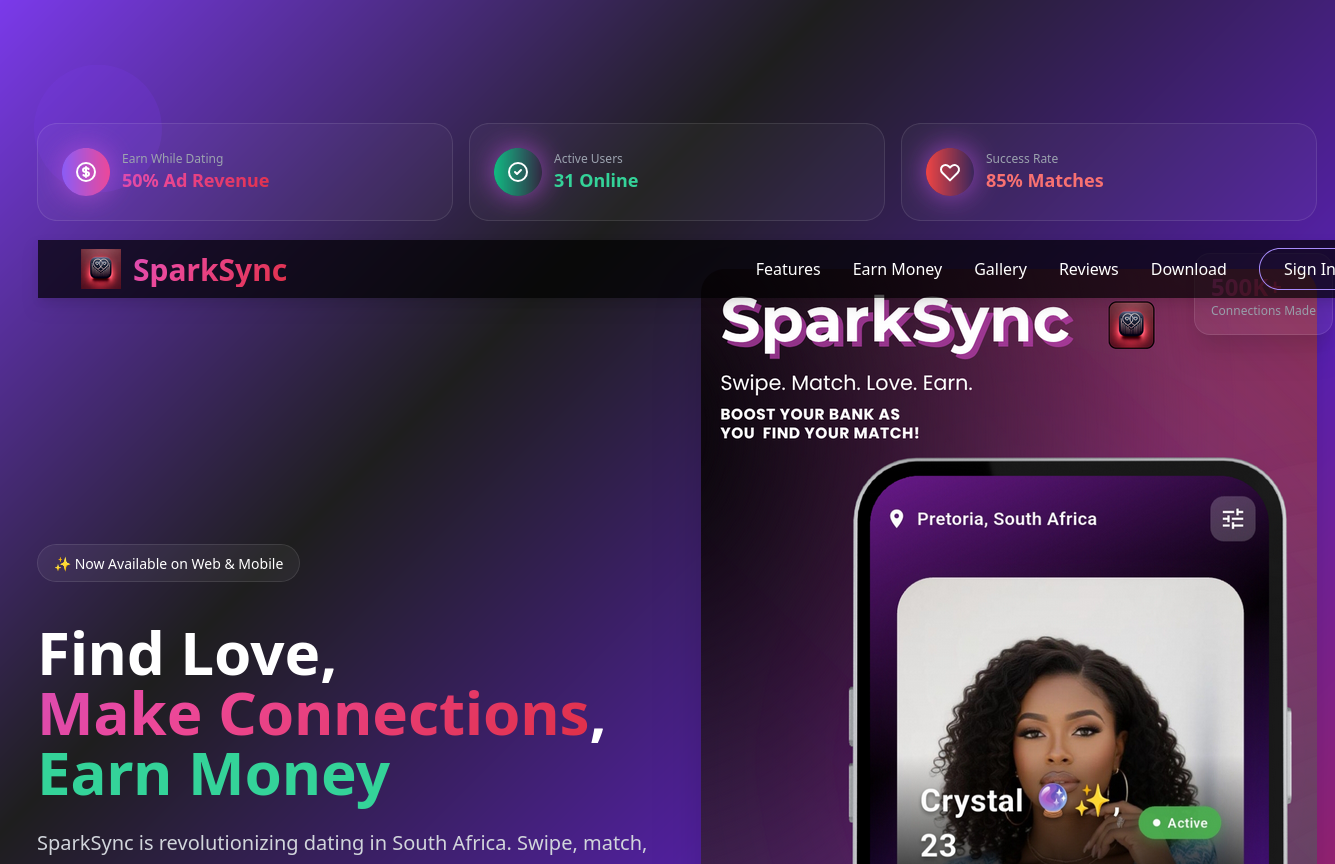 Earn While Dating
50% Ad Revenue
Active Users
31 Online
Success Rate
85% Matches
SparkSync
Features
Earn Money
Gallery
Reviews
Download
Sign In
500K+
Connections Made
SparkSync
Swipe. Match. Love. Earn.
BOOST YOUR BANK AS
YOU FIND YOUR MATCH!
Pretoria, South Africa
✨ Now Available on Web & Mobile
Find Love,
Make Connections,
Earn Money
SparkSync is revolutionizing dating in South Africa. Swipe, match,
Crystal 🔮✨,
23
Active